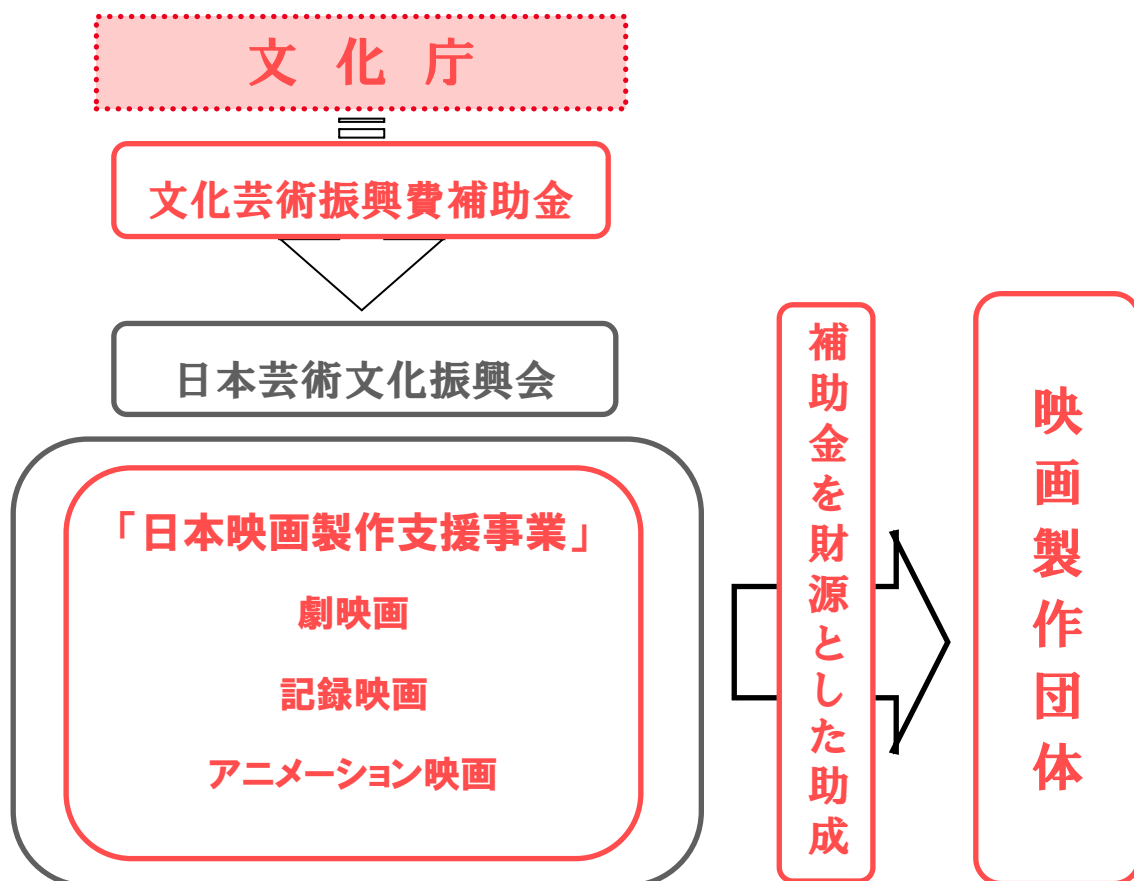 文化庁
文化芸術振興費補助金
日本芸術文化振興会
「日本映画製作支援事業」
劇映画
記録映画
アニメーション映画
補助金を財源とした助成
映画製作団体